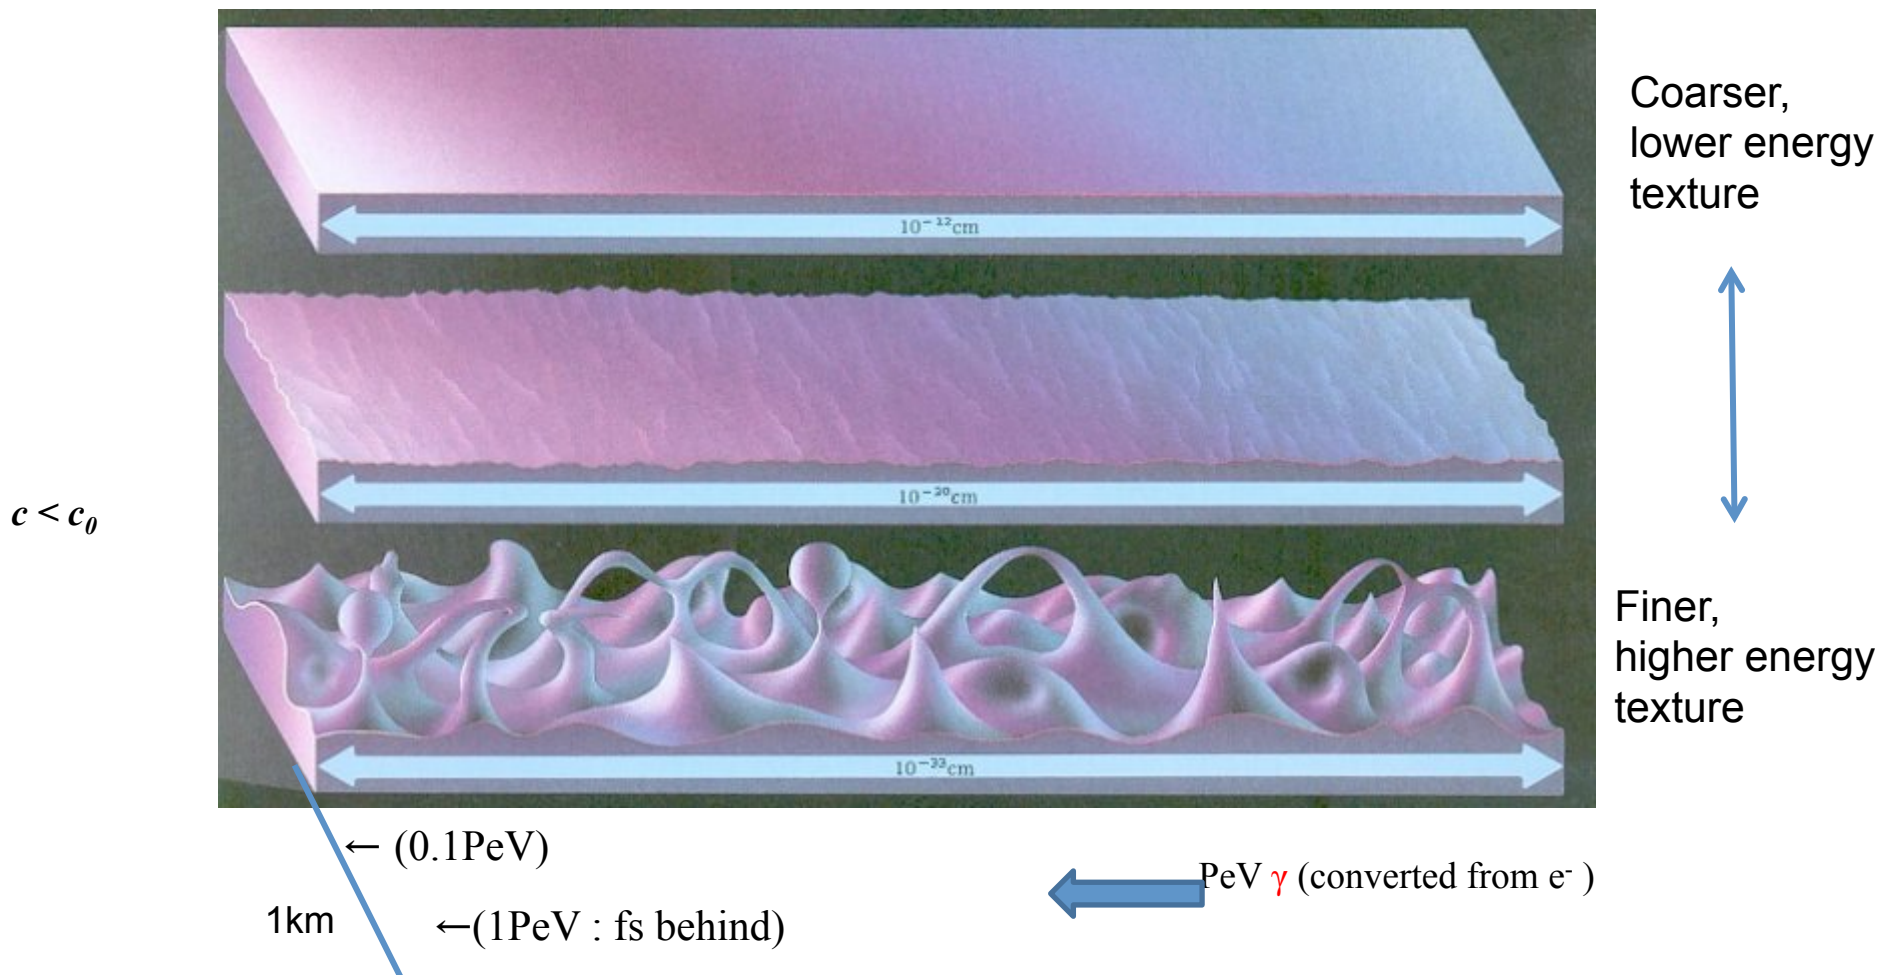 Coarser,
lower energy
texture
10⁻¹²cm
10⁻³⁰cm
c < c₀
Finer,
higher energy
texture
10⁻³³cm
← (0.1PeV)
PeV γ (converted from e⁻ )
1km
←(1PeV : fs behind)